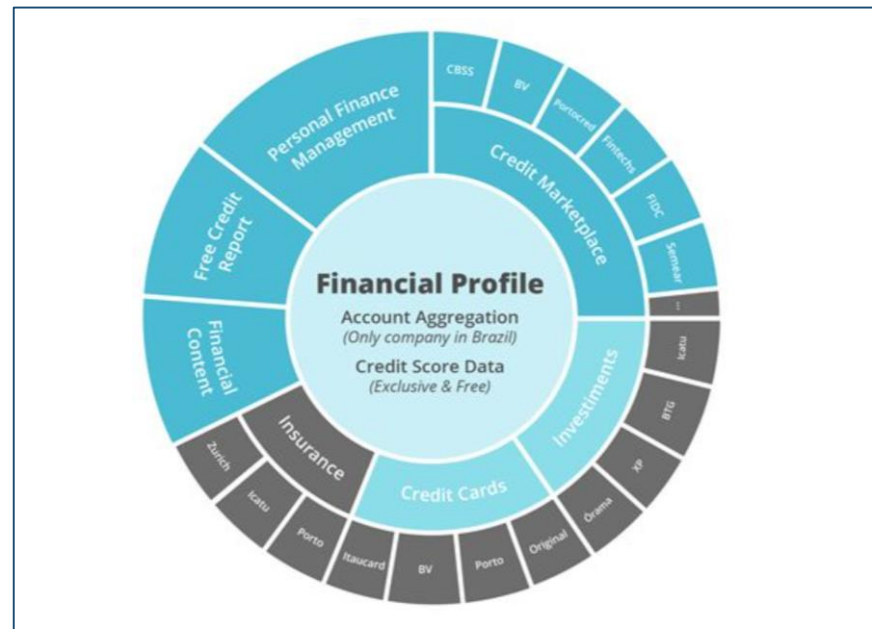 Financial Profile
Account Aggregation
(Only company in Brazil)
Credit Score Data
(Exclusive & Free)
Personal Finance
Management
Free Credit
Report
Financial
Content
Credit Marketplace
CBSS
BV
Portocred
Fintechs
FIDC
Semear
...
Investiments
Icatu
BTG
XP
Órama
Credit Cards
Original
Porto
BV
Itaucard
Insurance
Porto
Icatu
Zurich